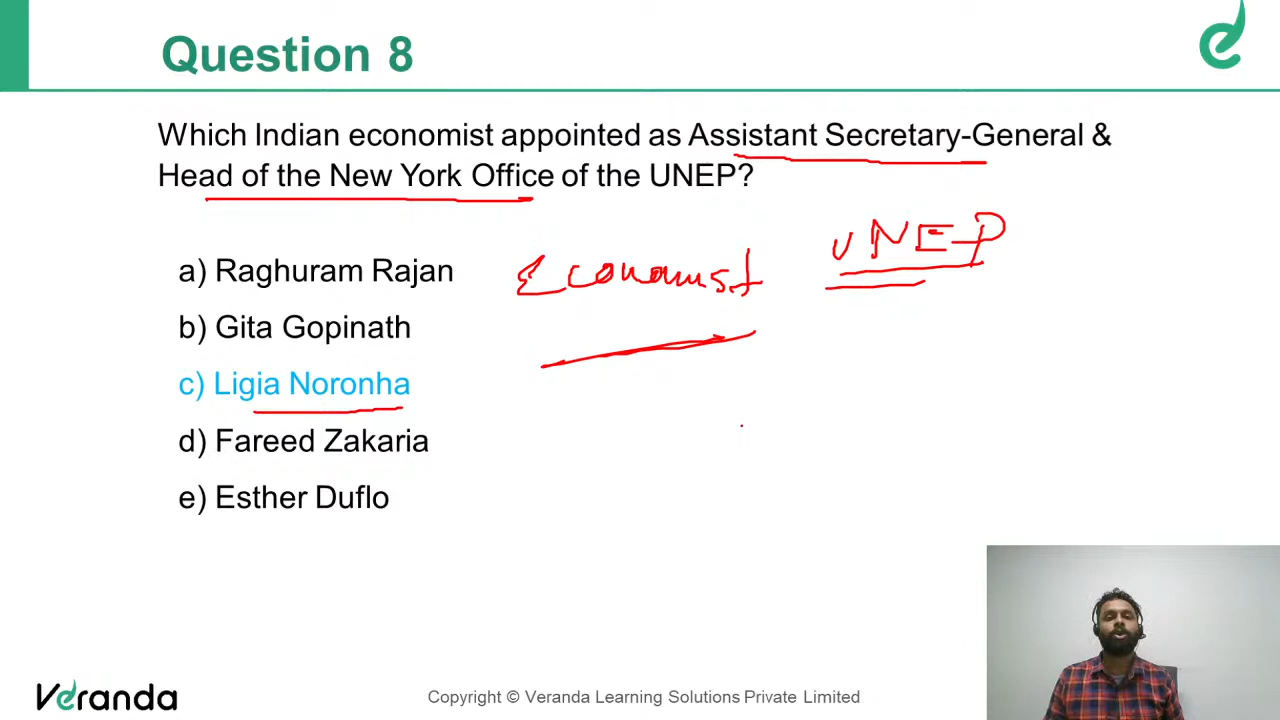 Question 8
Which Indian economist appointed as Assistant Secretary-General &
Head of the New York Office of the UNEP?
UNEP
a) Raghuram Rajan
Economist
b) Gita Gopinath
c) Ligia Noronha
d) Fareed Zakaria
e) Esther Duflo
Veranda
Copyright © Veranda Learning Solutions Private Limited